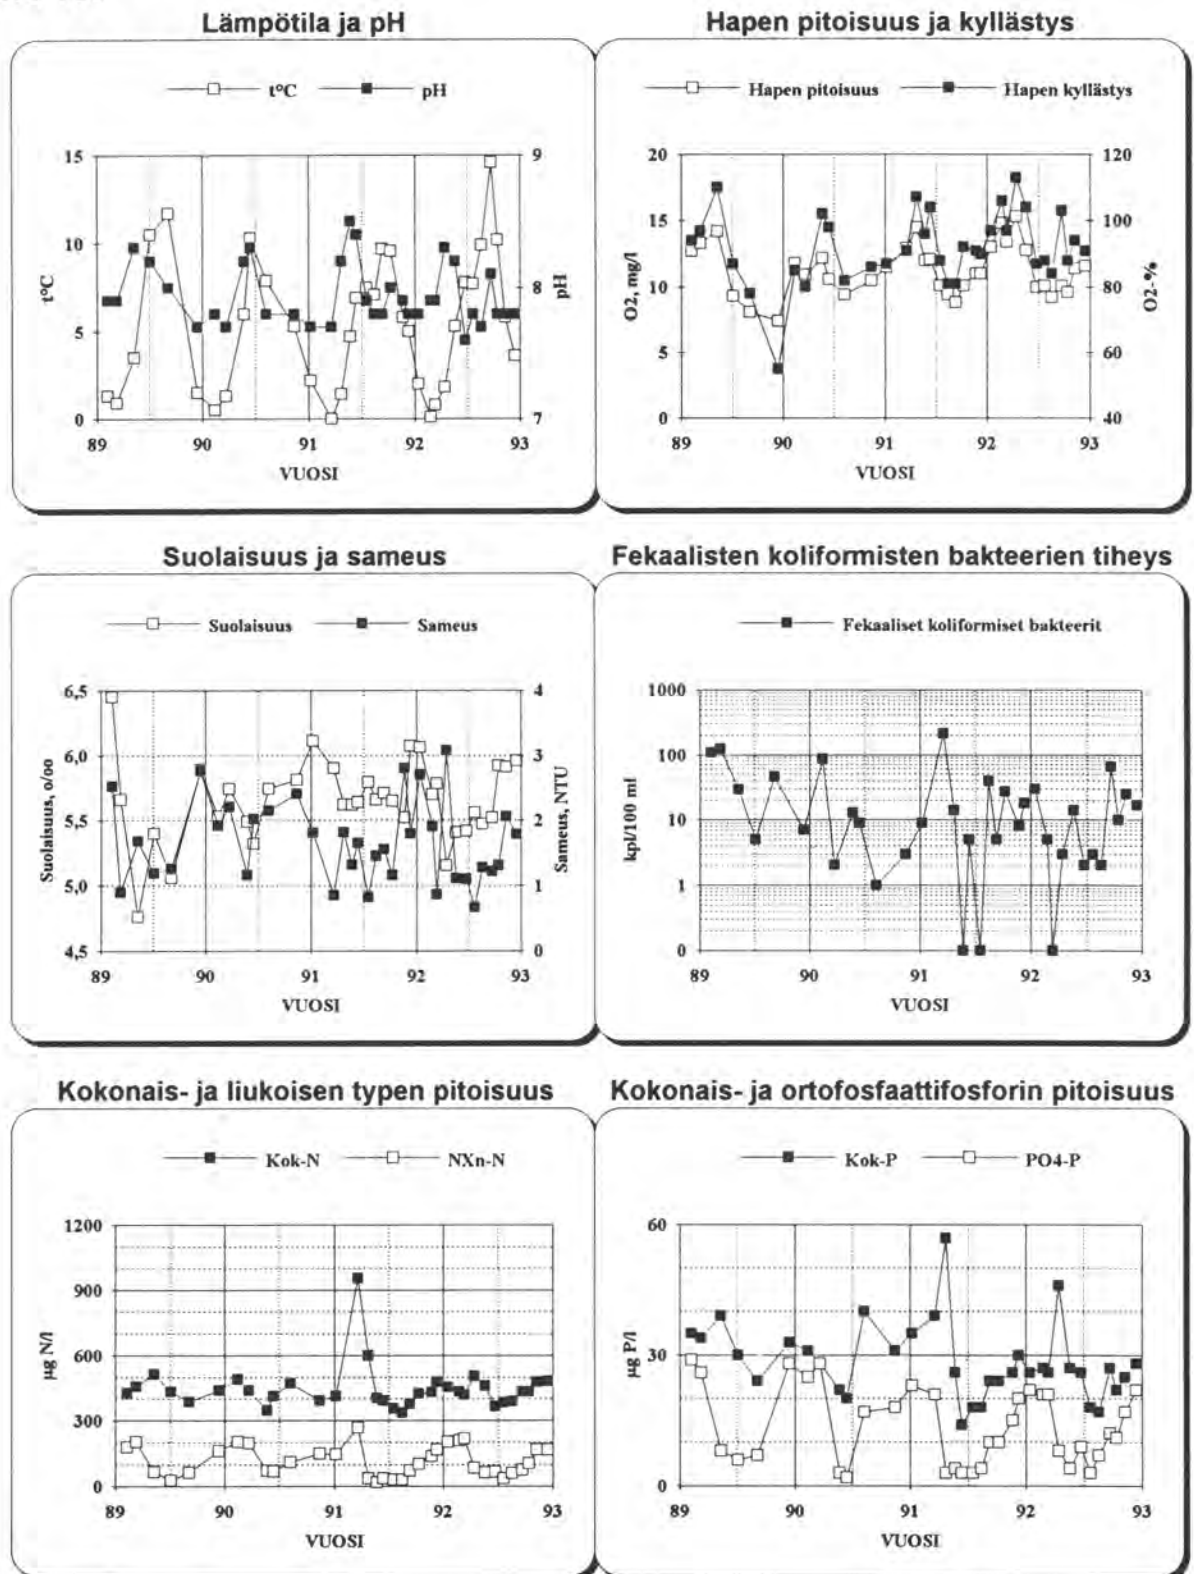 Lämpötila ja pH
t°C pH
15
10
5
0
t°C
9
8
7
pH
89 90 91 92 93
VUOSI
Hapen pitoisuus ja kyllästys
Hapen pitoisuus Hapen kyllästys
20
15
10
5
0
O2, mg/l
120
100
80
60
40
O2-%
89 90 91 92 93
VUOSI
Suolaisuus ja sameus
Suolaisuus Sameus
6,5
6,0
5,5
5,0
4,5
Suolaisuus, o/oo
4
3
2
1
0
Sameus, NTU
89 90 91 92 93
VUOSI
Fekaalisten koliformisten bakteerien tiheys
Fekaaliset koliformiset bakteerit
1000
100
10
1
0
kpl/100 ml
89 90 91 92 93
VUOSI
Kokonais- ja liukoisen typen pitoisuus
Kok-N NXn-N
1200
900
600
300
0
µg N/l
89 90 91 92 93
VUOSI
Kokonais- ja ortofosfaattifosforin pitoisuus
Kok-P PO4-P
60
30
0
µg P/l
89 90 91 92 93
VUOSI